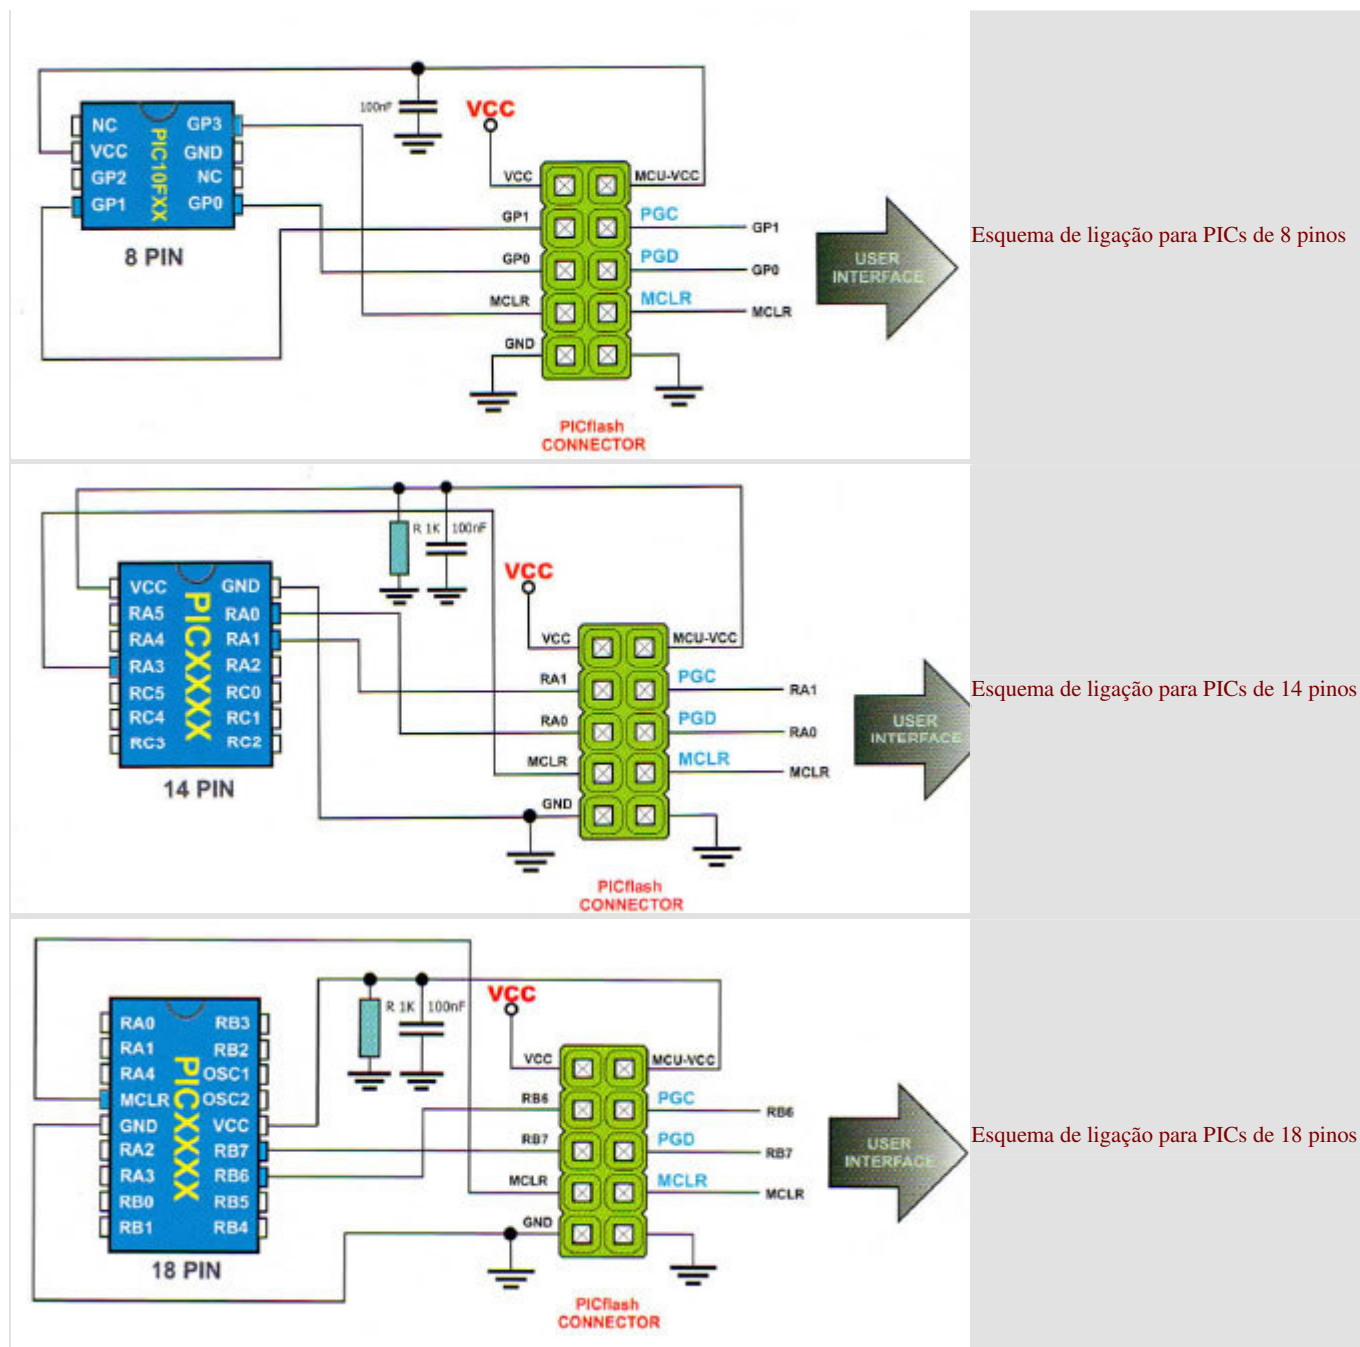 100nF
VCC
NC GP3
VCC GND
GP2 NC
GP1 GP0
PIC10FXX
8 PIN
VCC MCU-VCC
GP1 PGC GP1
GP0 PGD GP0
MCLR MCLR MCLR
GND
USER
INTERFACE
PICflash
CONNECTOR
Esquema de ligação para PICs de 8 pinos
R 1K 100nF
VCC
VCC GND
RA5 RA0
RA4 RA1
RA3 RA2
RC5 RC0
RC4 RC1
RC3 RC2
PICXXXX
14 PIN
VCC MCU-VCC
RA1 PGC RA1
RA0 PGD RA0
MCLR MCLR MCLR
GND
USER
INTERFACE
PICflash
CONNECTOR
Esquema de ligação para PICs de 14 pinos
R 1K 100nF
VCC
RA0 RB3
RA1 RB2
RA4 OSC1
MCLR OSC2
GND VCC
RA2 RB7
RA3 RB6
RB0 RB5
RB1 RB4
PICXXXX
18 PIN
VCC MCU-VCC
RB6 PGC RB6
RB7 PGD RB7
MCLR MCLR MCLR
GND
USER
INTERFACE
PICflash
CONNECTOR
Esquema de ligação para PICs de 18 pinos